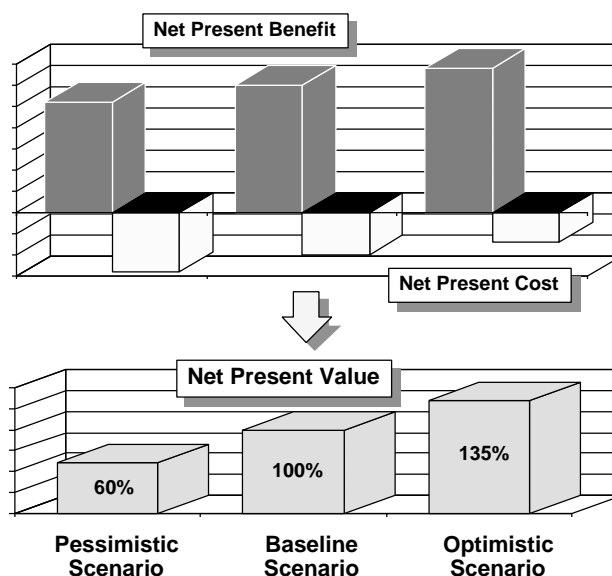 Net Present Benefit
Net Present Cost
Net Present Value
60%
100%
135%
Pessimistic
Scenario
Baseline
Scenario
Optimistic
Scenario